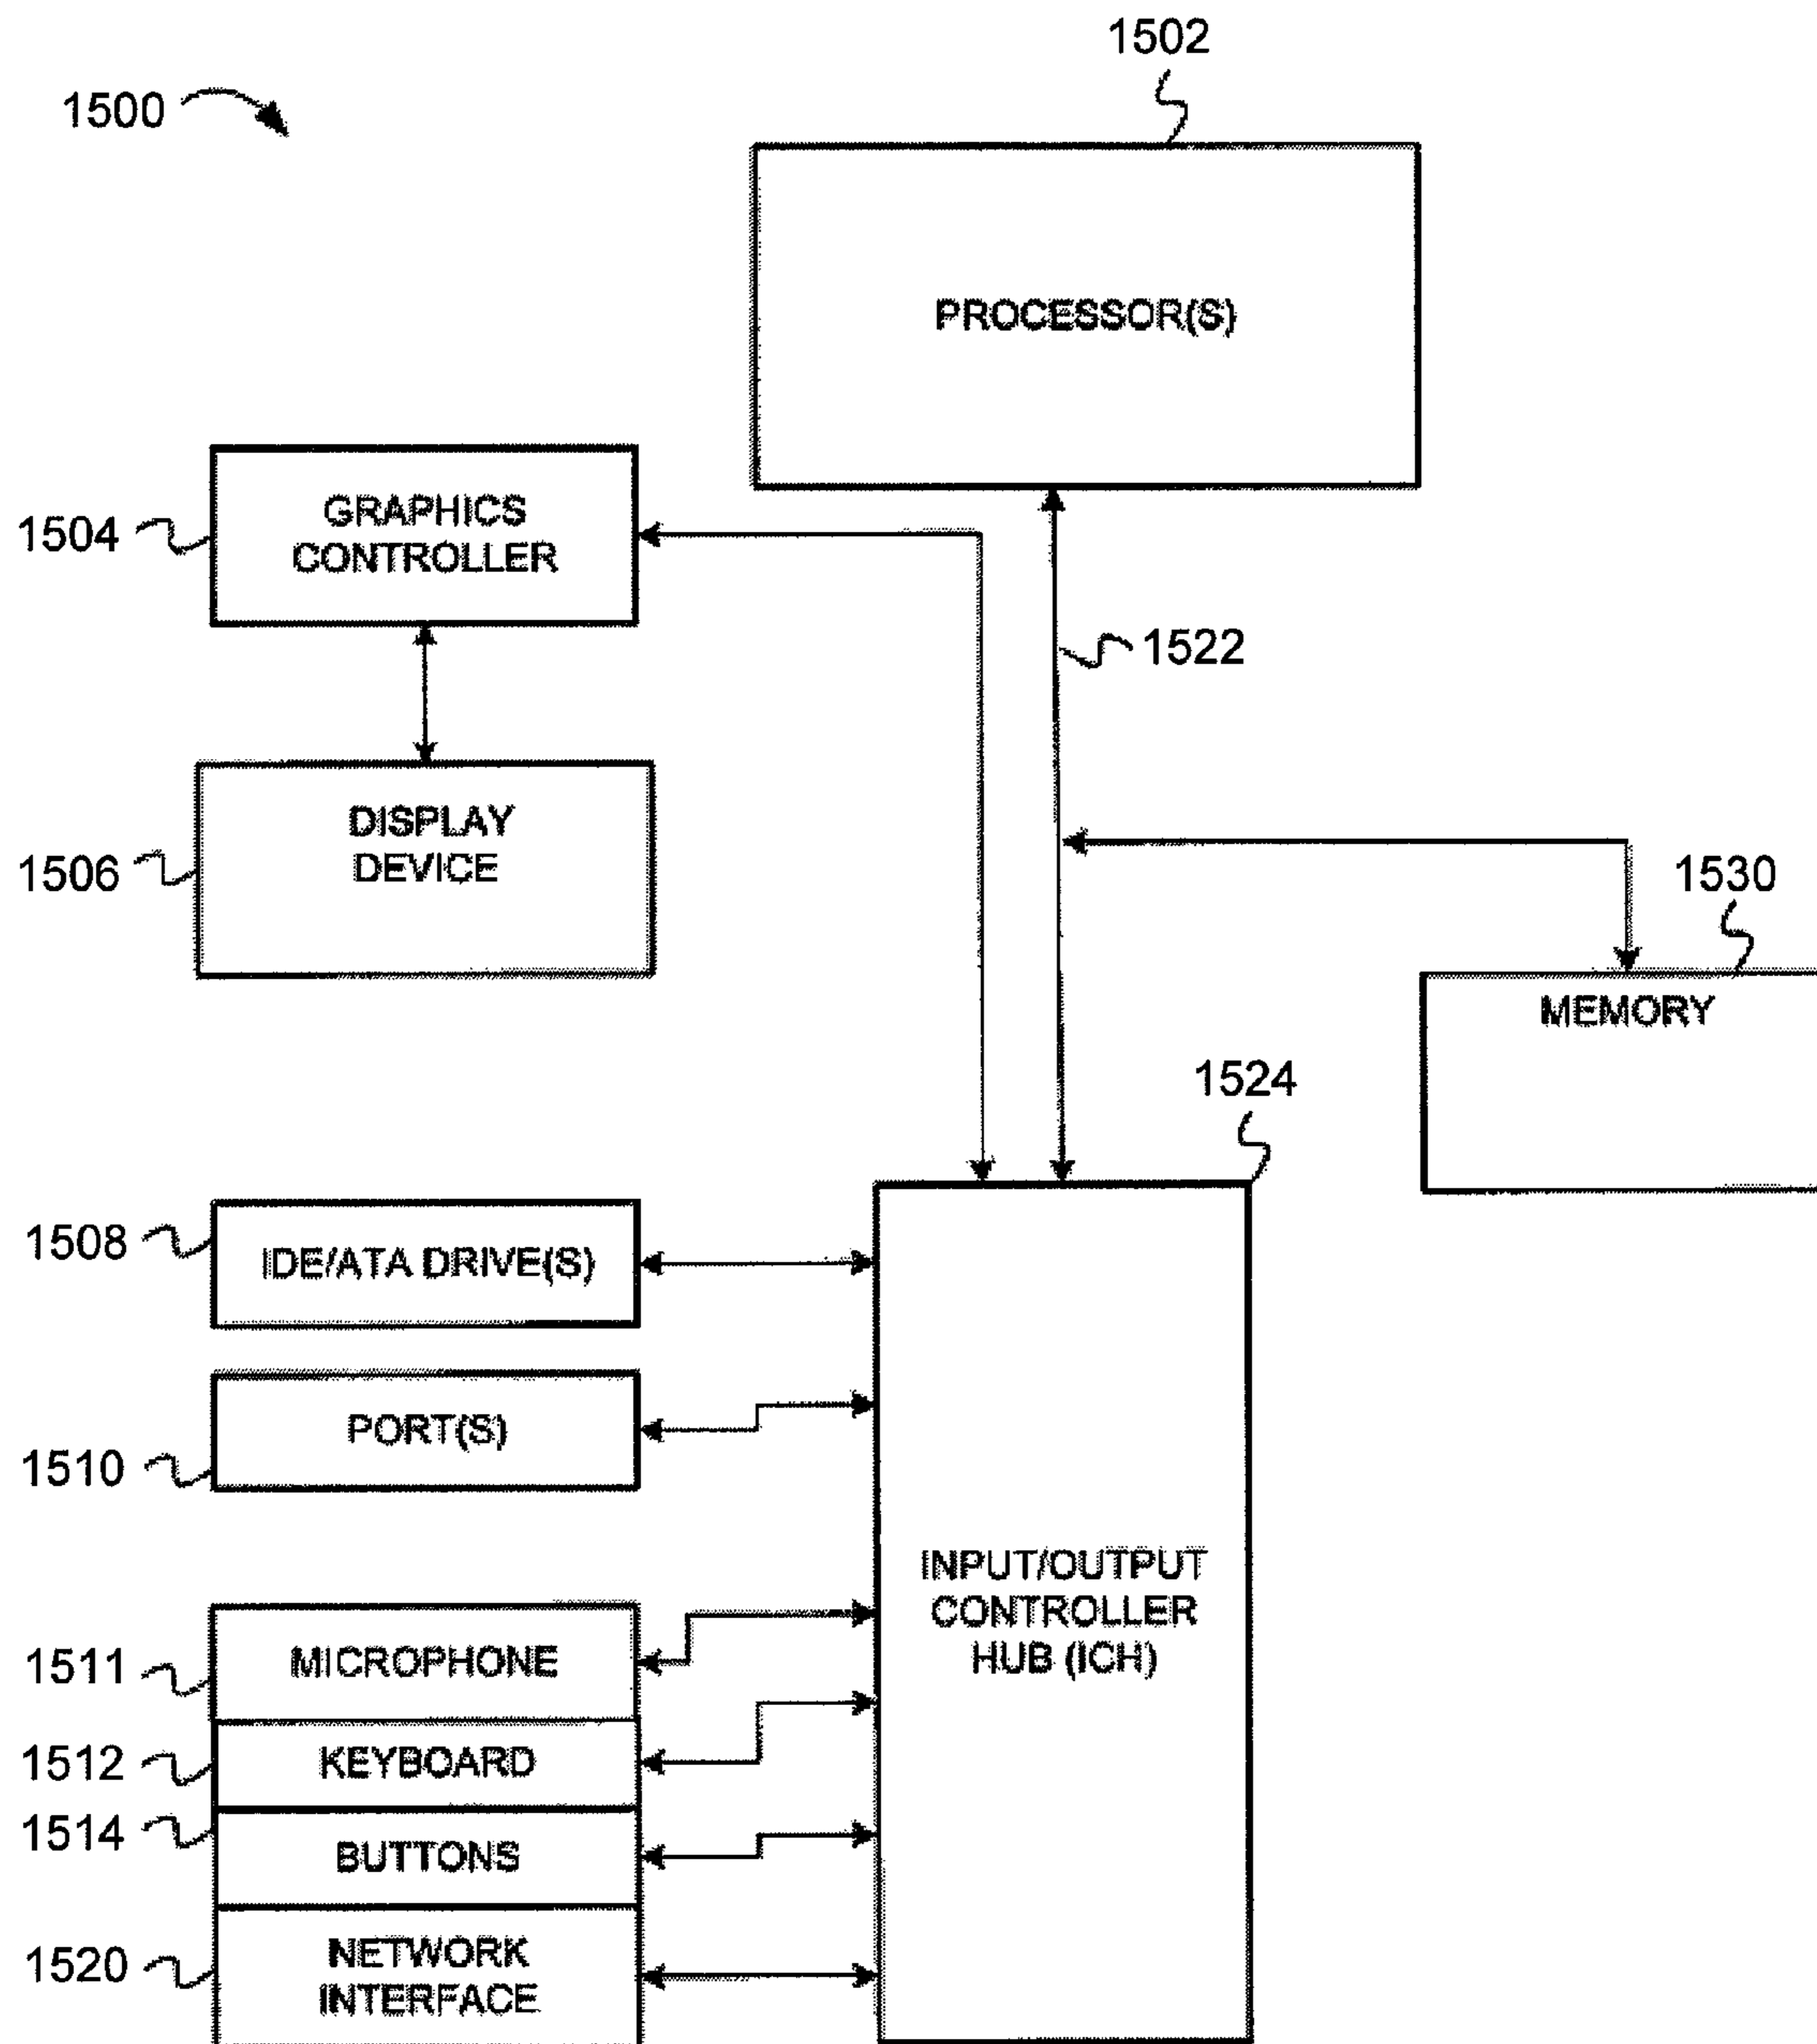 1502
1500
PROCESSOR(S)
1504
GRAPHICS
CONTROLLER
1522
1506
DISPLAY
DEVICE
1530
MEMORY
1524
1508
IDE/ATA DRIVE(S)
1510
PORT(S)
INPUT/OUTPUT
CONTROLLER
HUB (ICH)
1511
MICROPHONE
1512
KEYBOARD
1514
BUTTONS
1520
NETWORK
INTERFACE